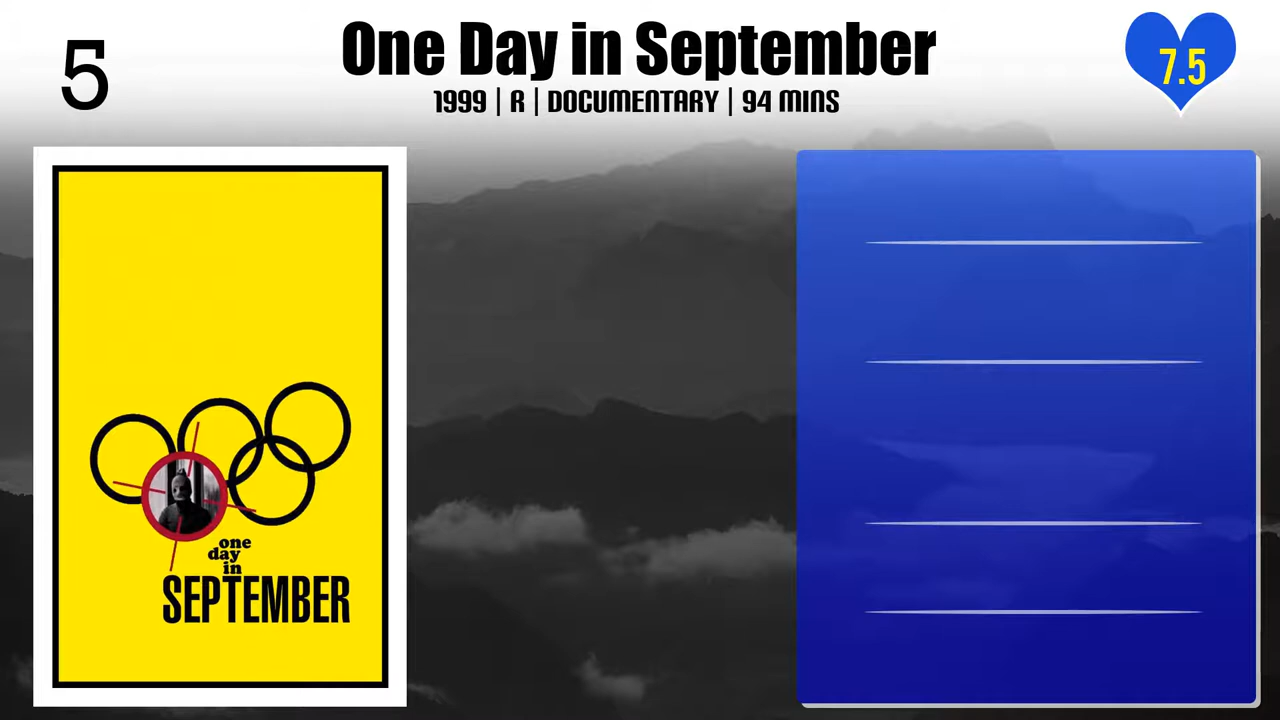 5
One Day in September
1999 | R | DOCUMENTARY | 94 MINS
7.5
one
day
in
SEPTEMBER